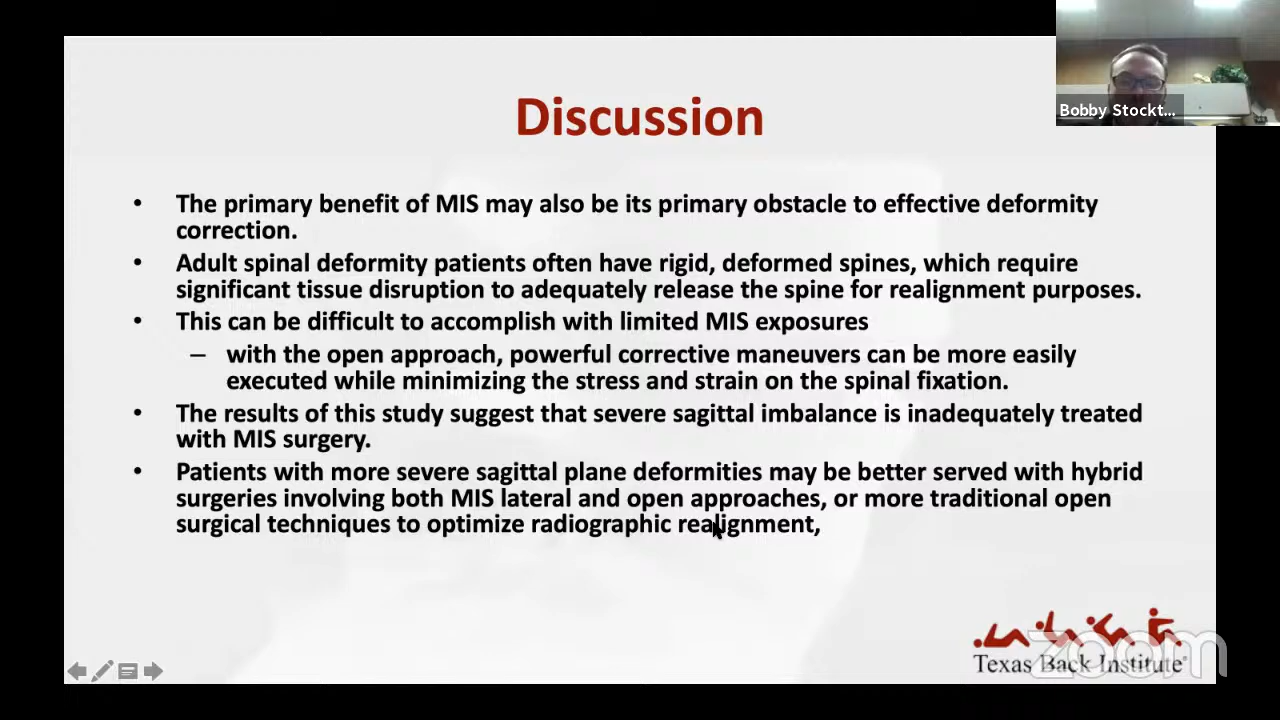 Discussion
Bobby Stockt...
• The primary benefit of MIS may also be its primary obstacle to effective deformity
correction.
• Adult spinal deformity patients often have rigid, deformed spines, which require
significant tissue disruption to adequately release the spine for realignment purposes.
• This can be difficult to accomplish with limited MIS exposures
– with the open approach, powerful corrective maneuvers can be more easily
executed while minimizing the stress and strain on the spinal fixation.
• The results of this study suggest that severe sagittal imbalance is inadequately treated
with MIS surgery.
• Patients with more severe sagittal plane deformities may be better served with hybrid
surgeries involving both MIS lateral and open approaches, or more traditional open
surgical techniques to optimize radiographic realignment,
zoom
Texas Back Institute®